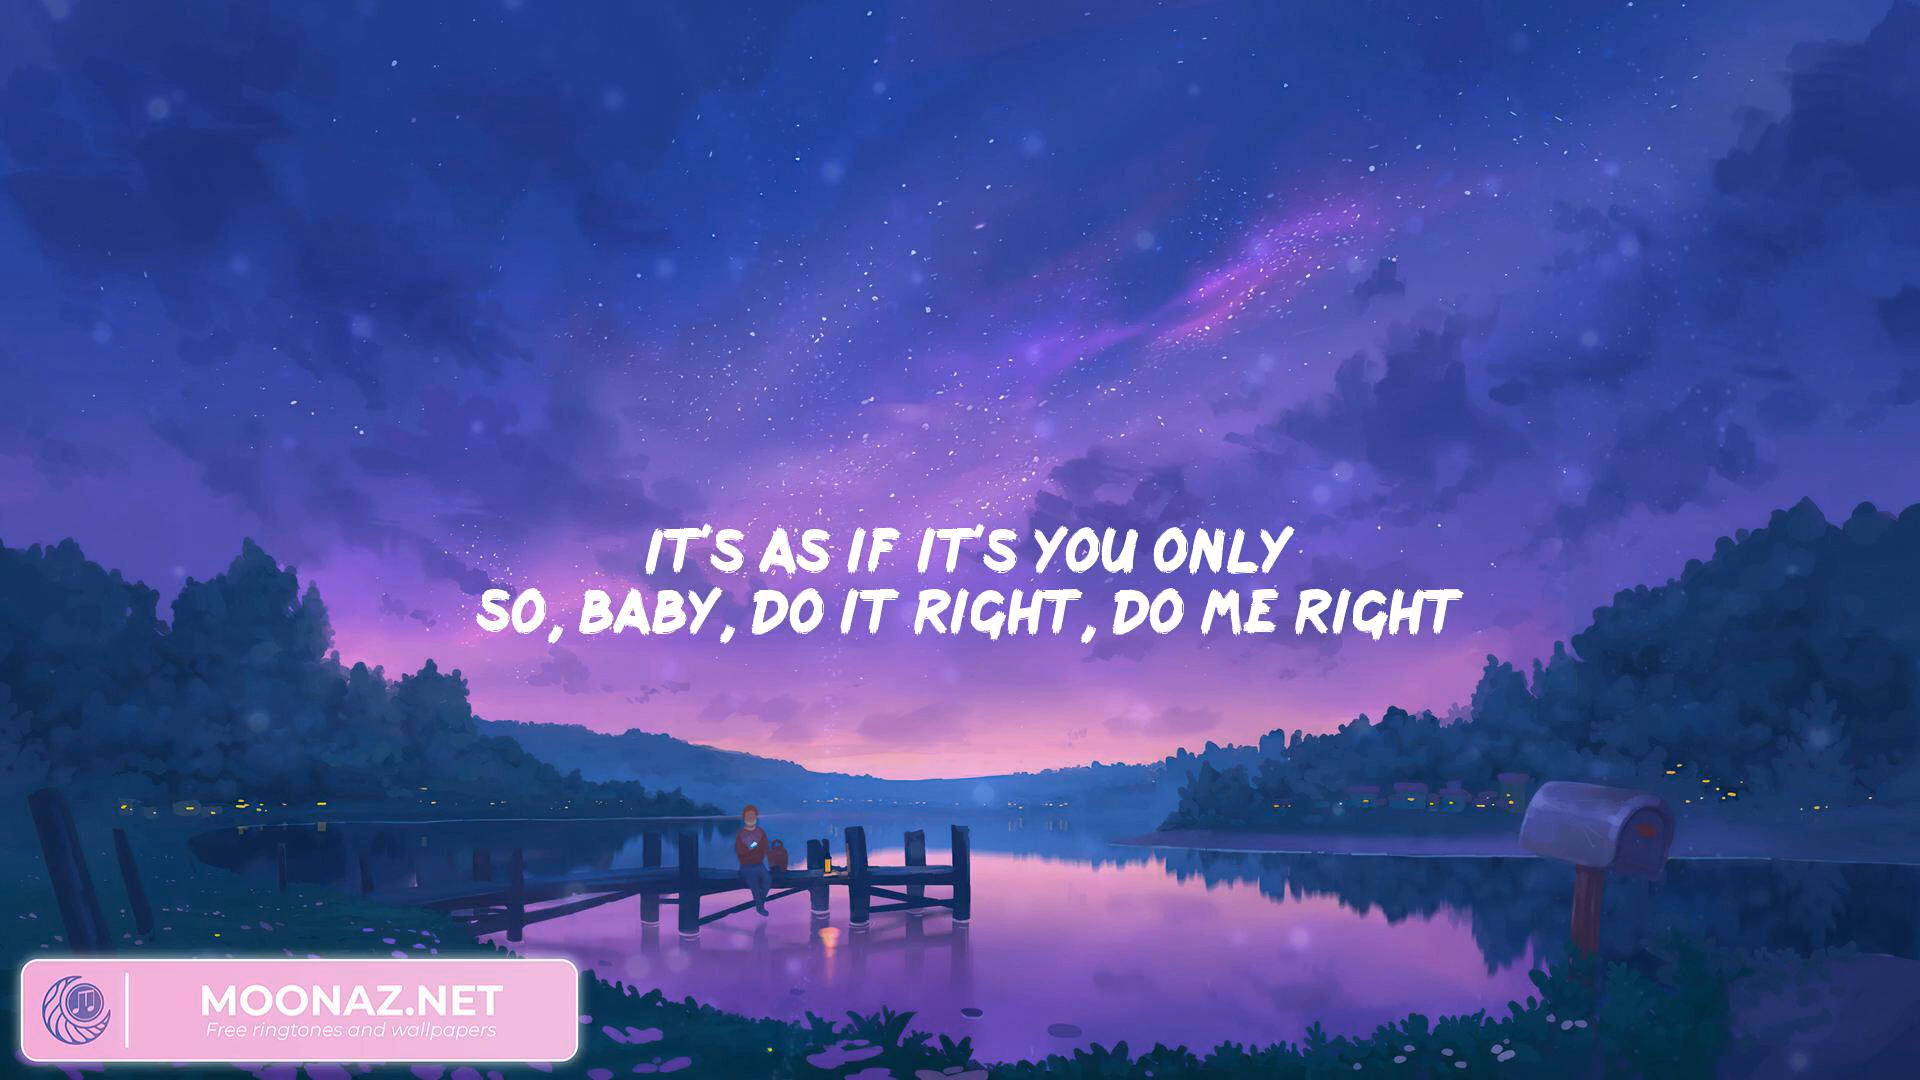 IT'S AS IF IT'S YOU ONLY
SO, BABY, DO IT RIGHT, DO ME RIGHT
MOONAZ.NET
Free ringtones and wallpapers